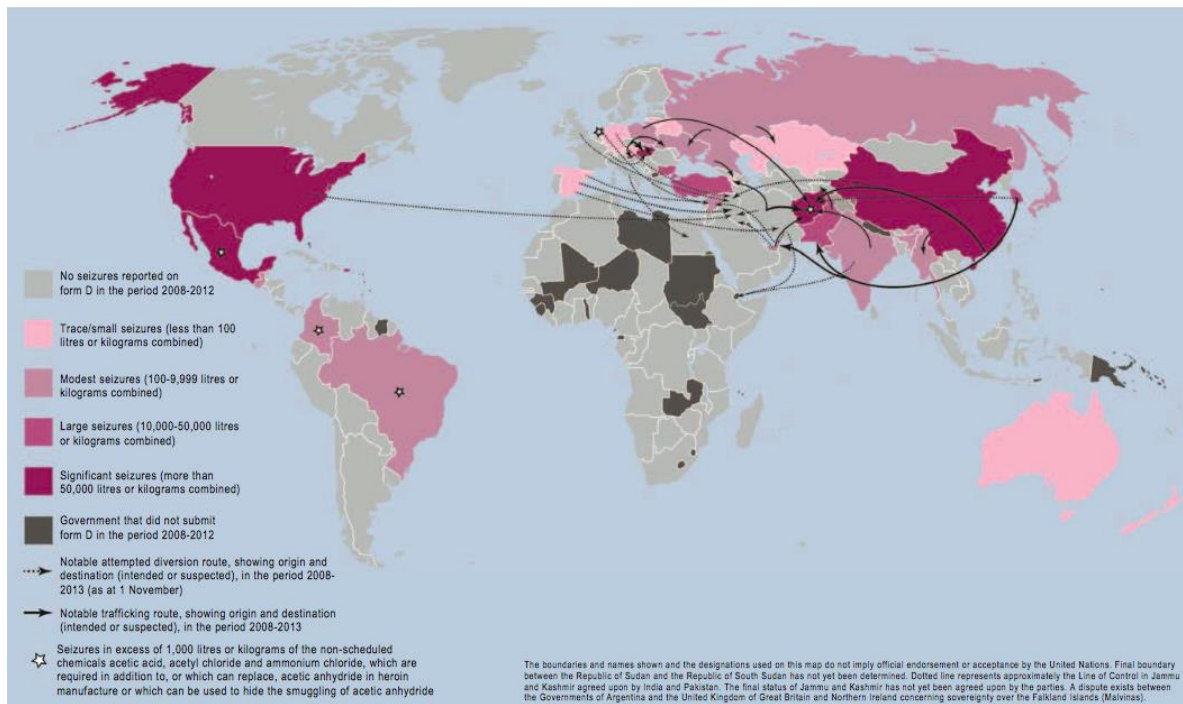 No seizures reported on
form D in the period 2008-2012
Trace/small seizures (less than 100
litres or kilograms combined)
Modest seizures (100-9,999 litres or
kilograms combined)
Large seizures (10,000-50,000 litres
or kilograms combined)
Significant seizures (more than
50,000 litres or kilograms combined)
Government that did not submit
form D in the period 2008-2012
Notable attempted diversion route, showing origin and
destination (intended or suspected), in the period 2008-
2013 (as at 1 November)
Notable trafficking route, showing origin and destination
(intended or suspected), in the period 2008-2013
Seizures in excess of 1,000 litres or kilograms of the non-scheduled
chemicals acetic acid, acetyl chloride and ammonium chloride, which are
required in addition to, or which can replace, acetic anhydride in heroin
manufacture or which can be used to hide the smuggling of acetic anhydride
The boundaries and names shown and the designations used on this map do not imply official endorsement or acceptance by the United Nations. Final boundary
between the Republic of Sudan and the Republic of South Sudan has not yet been determined. Dotted line represents approximately the Line of Control in Jammu
and Kashmir agreed upon by India and Pakistan. The final status of Jammu and Kashmir has not yet been agreed upon by the parties. A dispute exists between
the Governments of Argentina and the United Kingdom of Great Britain and Northern Ireland concerning sovereignty over the Falkland Islands (Malvinas).